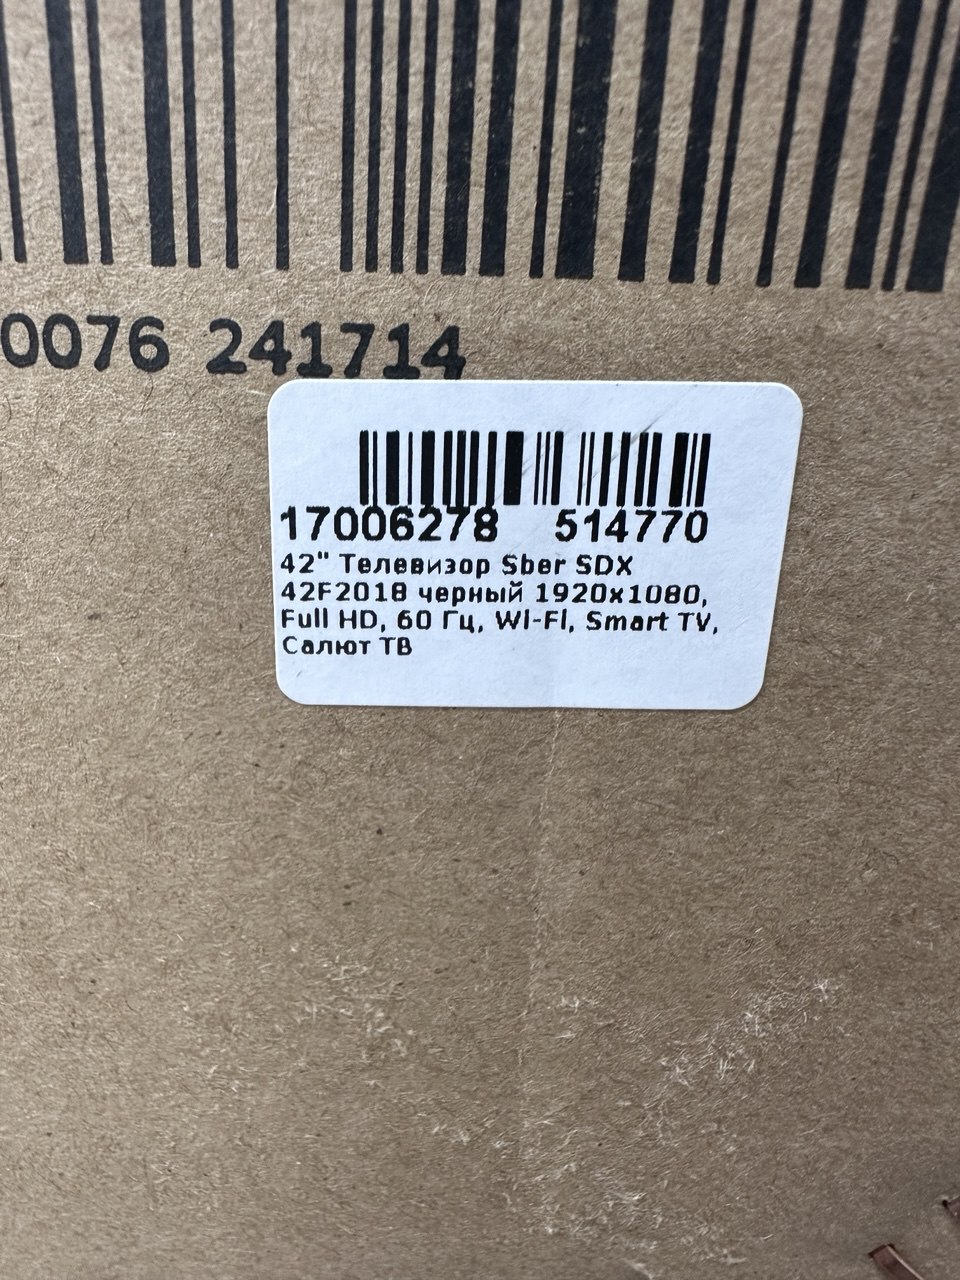 0076 241714
17006278 514770
42" Телевизор Sber SDX
42F2018 черный 1920x1080,
Full HD, 60 Гц, Wi-Fi, Smart TV,
Салют ТВ